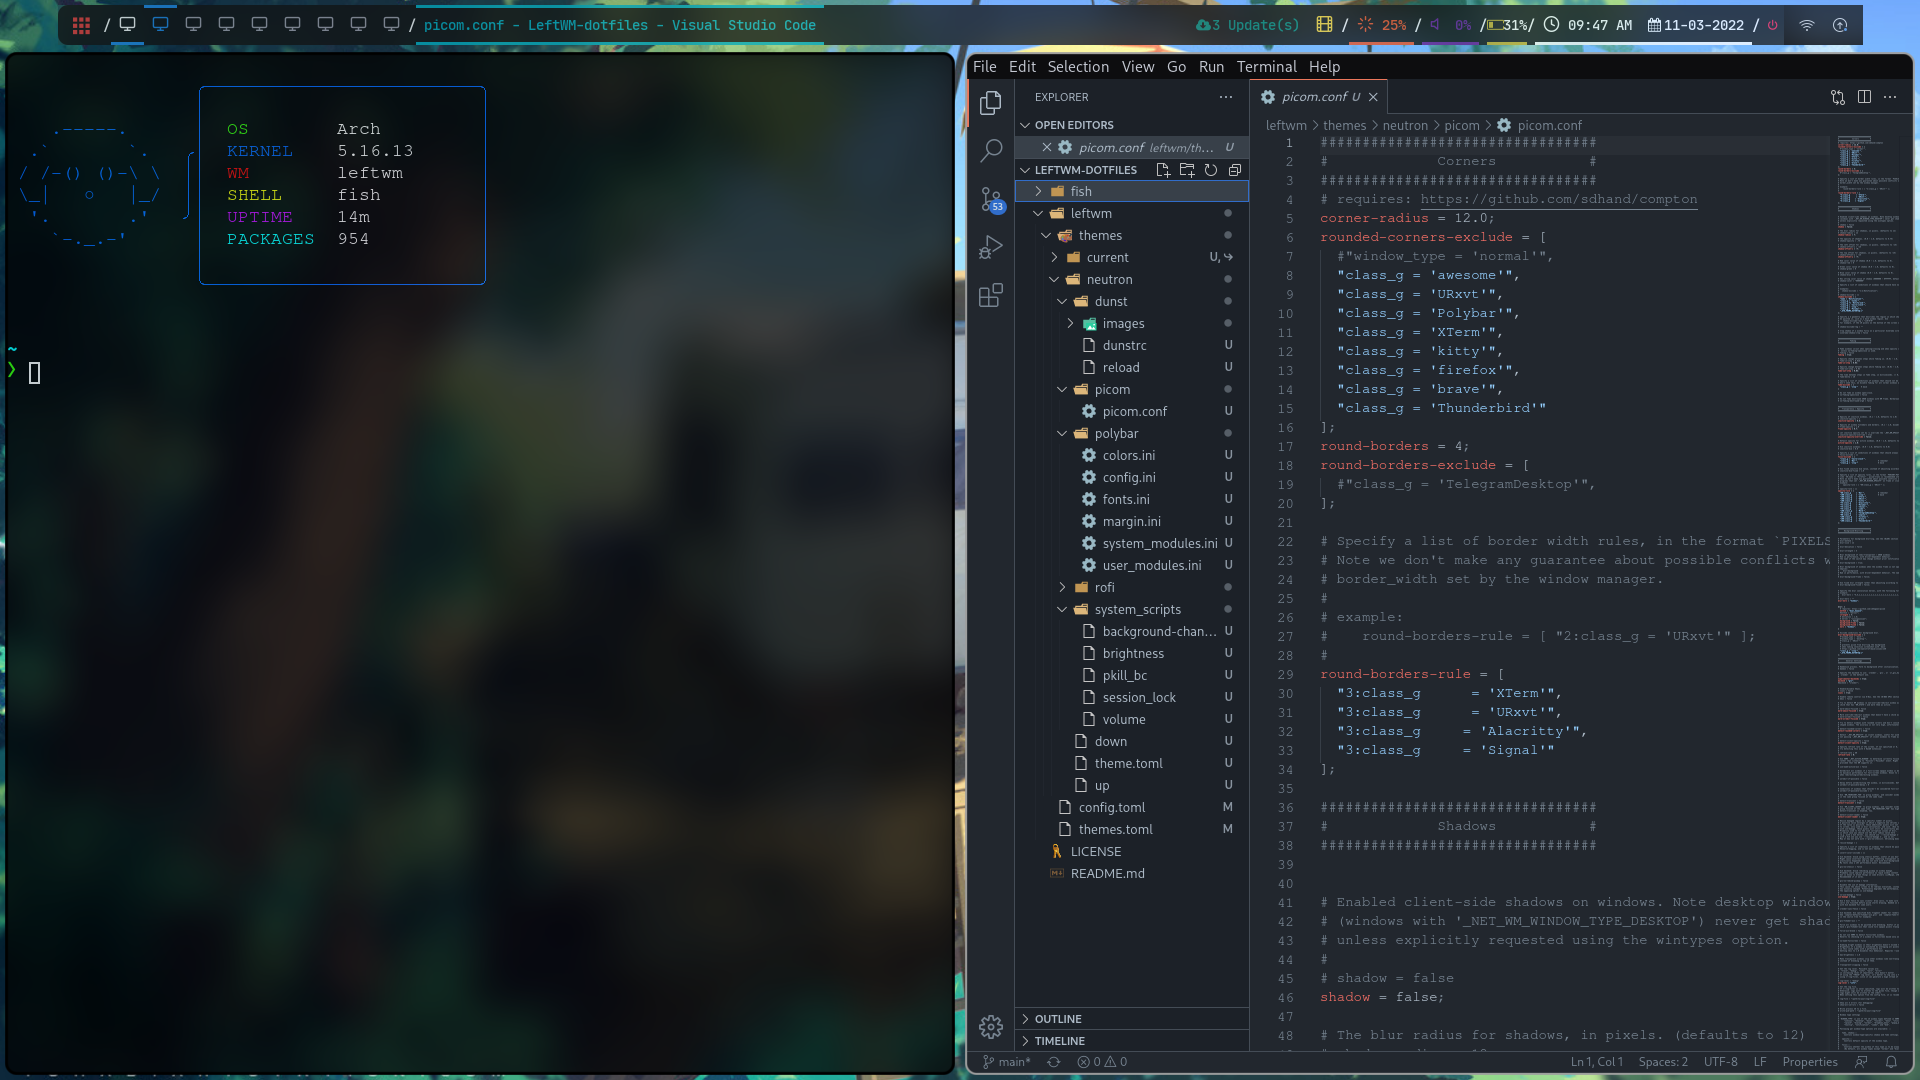 / / picom.conf - LeftWM-dotfiles - Visual Studio Code 3 Update(s) / 25% / 0% / 31% / 09:47 AM 11-03-2022 /
OS Arch
KERNEL 5.16.13
WM leftwm
SHELL fish
UPTIME 14m
PACKAGES 954
~
❯
File Edit Selection View Go Run Terminal Help
EXPLORER ···
OPEN EDITORS
picom.conf leftwm/th... U
LEFTWM-DOTFILES
53
fish
leftwm
themes
current U,
neutron
dunst
images
dunstrc U
reload U
picom
picom.conf U
polybar
colors.ini U
config.ini U
fonts.ini U
margin.ini U
system_modules.ini U
user_modules.ini U
rofi
system_scripts
background-chan... U
brightness U
pkill_bc U
session_lock U
volume U
down U
theme.toml U
up U
config.toml M
themes.toml M
LICENSE
README.md
OUTLINE
TIMELINE
picom.conf U
leftwm > themes > neutron > picom > picom.conf
1 #################################
2 #             Corners           #
3 #################################
4 # requires: https://github.com/sdhand/compton
5 corner-radius = 12.0;
6 rounded-corners-exclude = [
7   #"window_type = 'normal'",
8   "class_g = 'awesome'",
9   "class_g = 'URxvt'",
10   "class_g = 'Polybar'",
11   "class_g = 'XTerm'",
12   "class_g = 'kitty'",
13   "class_g = 'firefox'",
14   "class_g = 'brave'",
15   "class_g = 'Thunderbird'"
16 ];
17 round-borders = 4;
18 round-borders-exclude = [
19   #"class_g = 'TelegramDesktop'",
20 ];
21
22 # Specify a list of border width rules, in the format `PIXELS
23 # Note we don't make any guarantee about possible conflicts w
24 # border_width set by the window manager.
25 #
26 # example:
27 #    round-borders-rule = [ "2:class_g = 'URxvt'" ];
28 #
29 round-borders-rule = [
30   "3:class_g      = 'XTerm'",
31   "3:class_g      = 'URxvt'",
32   "3:class_g     = 'Alacritty'",
33   "3:class_g     = 'Signal'"
34 ];
35
36 #################################
37 #             Shadows           #
38 #################################
39
40
41 # Enabled client-side shadows on windows. Note desktop window
42 # (windows with '_NET_WM_WINDOW_TYPE_DESKTOP') never get shad
43 # unless explicitly requested using the wintypes option.
44 #
45 # shadow = false
46 shadow = false;
47
48 # The blur radius for shadows, in pixels. (defaults to 12)
main* 0 0 Ln 1, Col 1 Spaces: 2 UTF-8 LF Properties